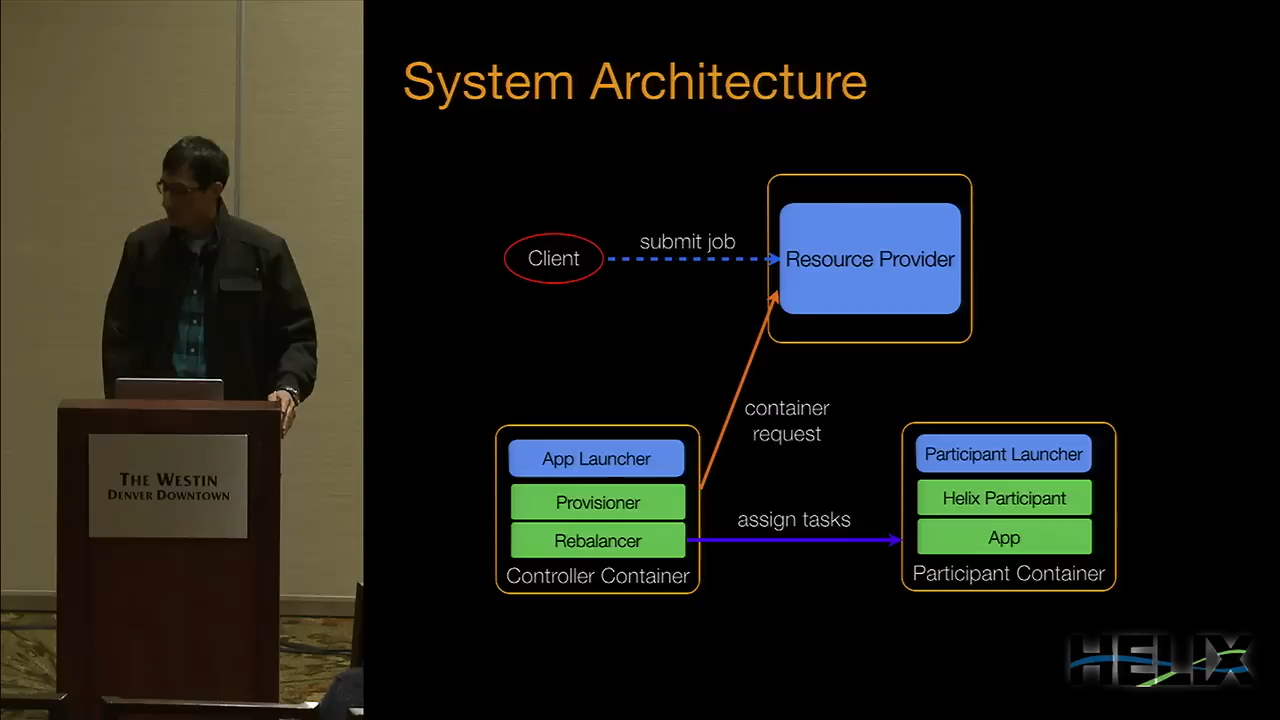 System Architecture
Client
submit job
Resource Provider
container
request
App Launcher
Provisioner
Rebalancer
Controller Container
assign tasks
Participant Launcher
Helix Participant
App
Participant Container
HELIX
THE WESTIN
DENVER DOWNTOWN